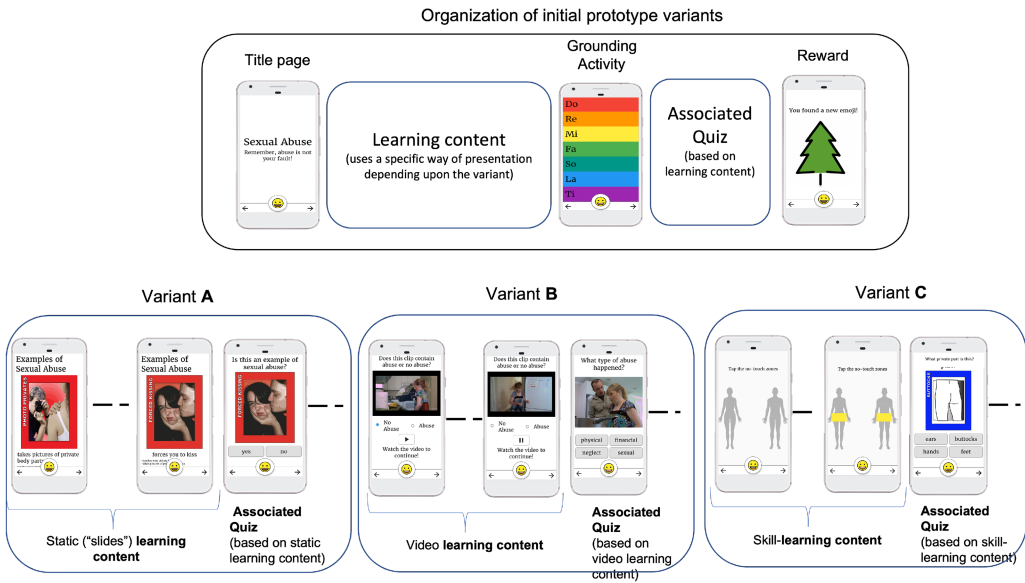 Organization of initial prototype variants
Title page
Grounding
Activity
Reward
Sexual Abuse
Remember, abuse is not
your fault!
Learning content
(uses a specific way of presentation
depending upon the variant)
Do
Re
Mi
Fa
So
La
Ti
Associated
Quiz
(based on
learning content)
You found a new emoji!
Variant A
Variant B
Variant C
Examples of
Sexual Abuse
PHOTO PRIVATES
takes pictures of private
body parts
Examples of
Sexual Abuse
FORCED KISSING
forces you to kiss
Is this an example of
sexual abuse?
FORCED KISSING
yes
no
Static (“slides”) learning
content
Associated
Quiz
(based on static
learning content)
Does this clip contain
abuse or no abuse?
No
Abuse
Abuse
Watch the video to
continue!
Does this clip contain
abuse or no abuse?
No
Abuse
Abuse
Watch the video to
continue!
What type of abuse
happened?
physical
financial
neglect
sexual
Video learning content
Associated
Quiz
(based on
video learning
content)
Tap the no-touch zones
Tap the no-touch zones
What private part is this?
BUTTOCKS
ears
buttocks
hands
feet
Skill-learning content
Associated
Quiz
(based on skill-
learning content)